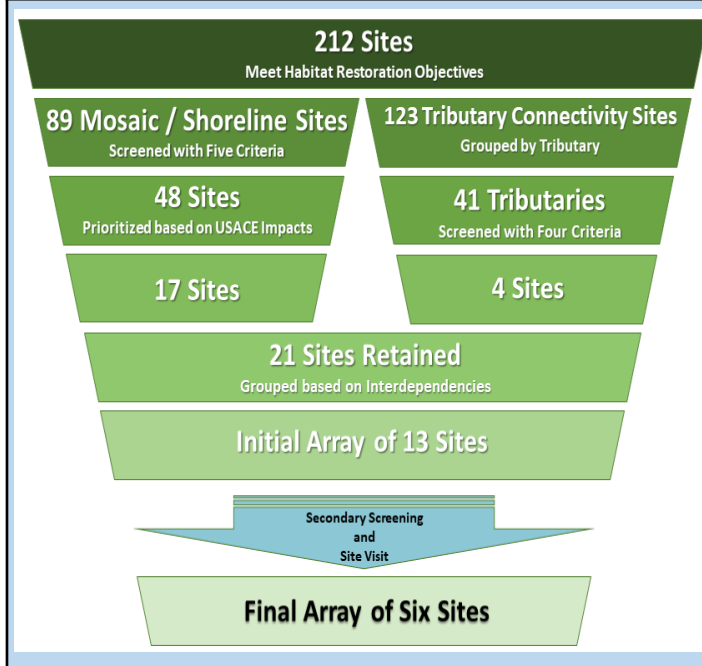 212 Sites
Meet Habitat Restoration Objectives
89 Mosaic / Shoreline Sites
Screened with Five Criteria
123 Tributary Connectivity Sites
Grouped by Tributary
48 Sites
Prioritized based on USACE Impacts
41 Tributaries
Screened with Four Criteria
17 Sites
4 Sites
21 Sites Retained
Grouped based on Interdependencies
Initial Array of 13 Sites
Secondary Screening
and
Site Visit
Final Array of Six Sites